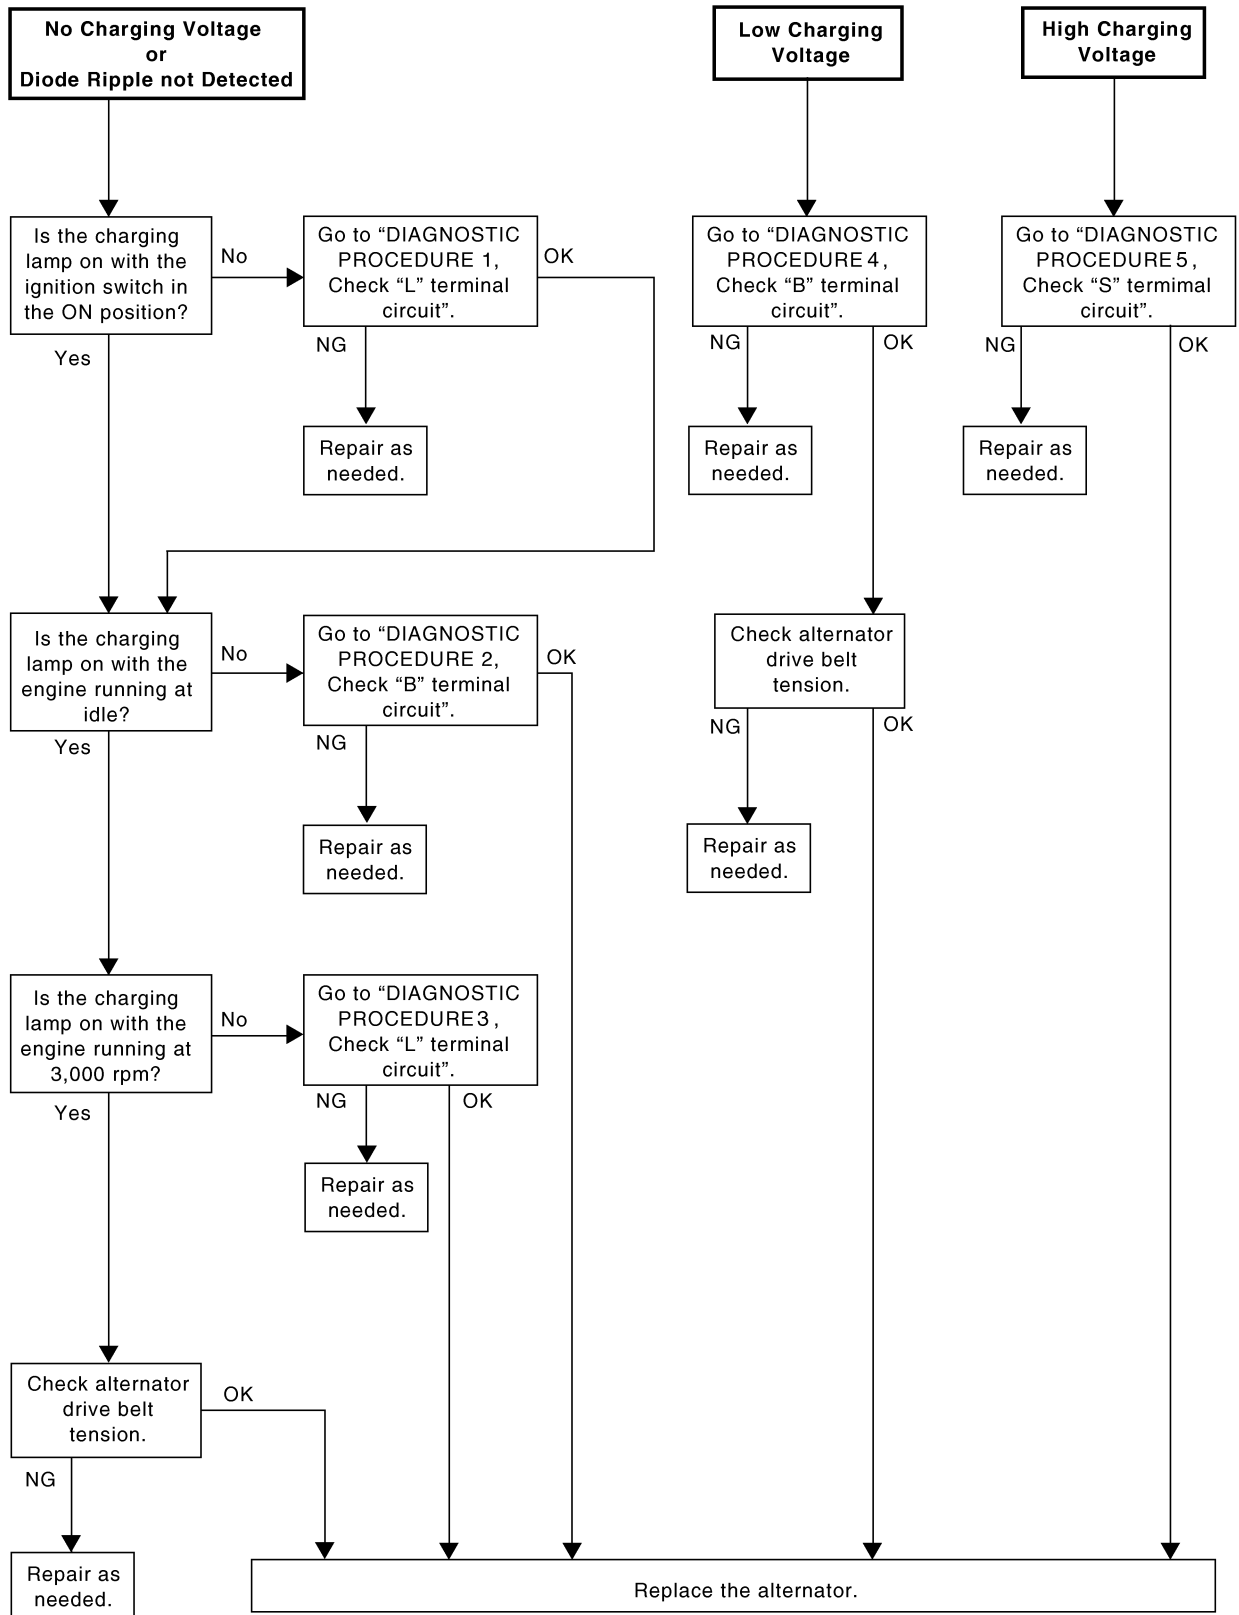 No Charging Voltage
or
Diode Ripple not Detected
Low Charging
Voltage
High Charging
Voltage
Is the charging
lamp on with the
ignition switch in
the ON position?
No
Yes
Go to “DIAGNOSTIC
PROCEDURE 1,
Check “L” terminal
circuit”.
OK
NG
Repair as
needed.
Go to “DIAGNOSTIC
PROCEDURE 4,
Check “B” terminal
circuit”.
NG
OK
Repair as
needed.
Go to “DIAGNOSTIC
PROCEDURE 5,
Check “S” termimal
circuit”.
NG
OK
Repair as
needed.
Is the charging
lamp on with the
engine running at
idle?
No
Yes
Go to “DIAGNOSTIC
PROCEDURE 2,
Check “B” terminal
circuit”.
OK
NG
Repair as
needed.
Check alternator
drive belt
tension.
NG
OK
Repair as
needed.
Is the charging
lamp on with the
engine running at
3,000 rpm?
No
Yes
Go to “DIAGNOSTIC
PROCEDURE 3,
Check “L” terminal
circuit”.
NG
OK
Repair as
needed.
Check alternator
drive belt
tension.
OK
NG
Repair as
needed.
Replace the alternator.